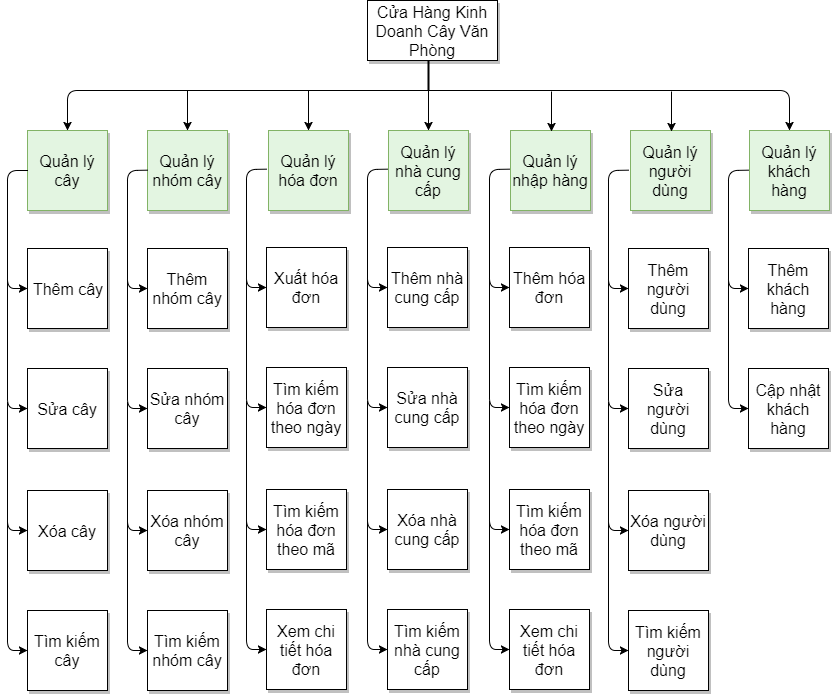 Cửa Hàng Kinh
Doanh Cây Văn
Phòng
Quản lý
cây
Quản lý
nhóm cây
Quản lý
hóa đơn
Quản lý
nhà cung
cấp
Quản lý
nhập hàng
Quản lý
người
dùng
Quản lý
khách
hàng
Thêm cây
Thêm
nhóm cây
Xuất hóa
đơn
Thêm nhà
cung cấp
Thêm hóa
đơn
Thêm
người
dùng
Thêm
khách
hàng
Sửa cây
Sửa nhóm
cây
Tìm kiếm
hóa đơn
theo ngày
Sửa nhà
cung cấp
Tìm kiếm
hóa đơn
theo ngày
Sửa
người
dùng
Cập nhật
khách
hàng
Xóa cây
Xóa nhóm
cây
Tìm kiếm
hóa đơn
theo mã
Xóa nhà
cung cấp
Tìm kiếm
hóa đơn
theo mã
Xóa người
dùng
Tìm kiếm
cây
Tìm kiếm
nhóm cây
Xem chi
tiết hóa
đơn
Tìm kiếm
nhà cung
cấp
Xem chi
tiết hóa
đơn
Tìm kiếm
người
dùng